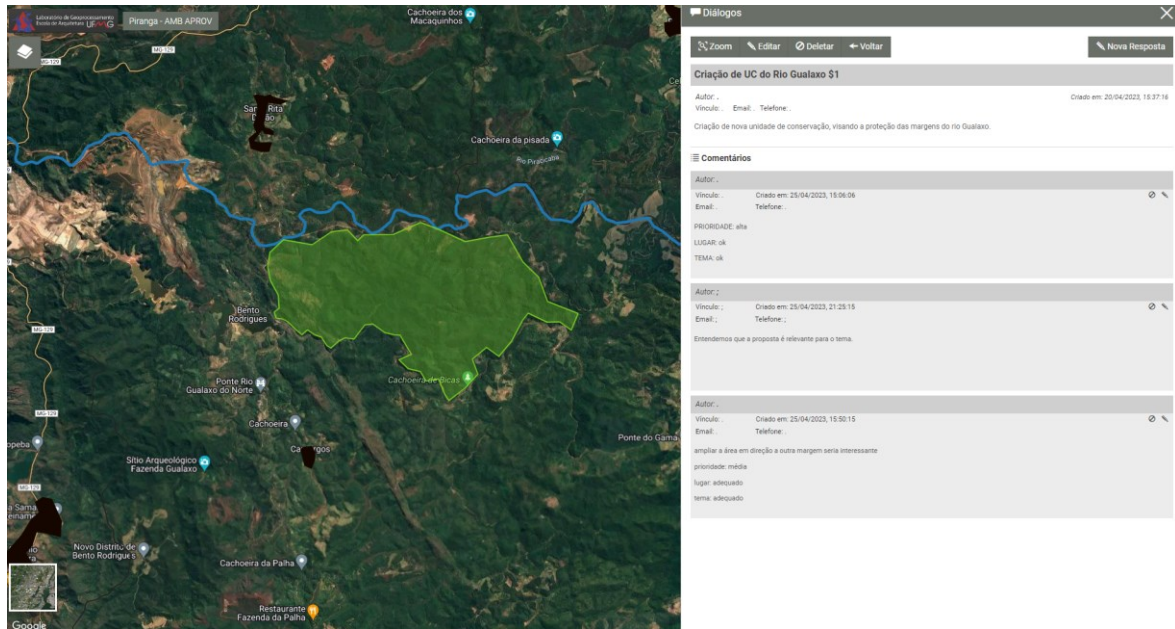 Laboratório de Geoprocessamento
Escola de Arquitetura UFMG
Piranga - AMB APROV
Cachoeira dos
Macaquinhos
MG-129
MG-129
Santa Rita
Cachoeira da pisada
Rio Piracicaba
MG-129
Bento
Rodrigues
Ponte Rio
Gualaxo do Norte
Cachoeira de Bicas
MG-129
Cachoeira
Ponte do Gama
Sítio Arqueológico
Fazenda Gualaxo
MG-129
Novo Distrito de
Bento Rodrigues
Cachoeira da Palha
Restaurante
Fazenda da Palha
Google
Diálogos
Zoom Editar Deletar Voltar Nova Resposta
Criação de UC do Rio Gualaxo $1
Autor: .
Criado em: 20/04/2023, 15:37:16
Vínculo: . Email: . Telefone: .
Criação de nova unidade de conservação, visando a proteção das margens do rio Gualaxo.
Comentários
Autor: .
Vínculo: . Criado em: 25/04/2023, 15:06:06
Email: . Telefone: .
PRIORIDADE: alta
LUGAR: ok
TEMA: ok
Autor: ;
Vínculo: ; Criado em: 25/04/2023, 21:25:15
Email: ; Telefone: ;
Entendemos que a proposta é relevante para o tema.
Autor: .
Vínculo: . Criado em: 25/04/2023, 15:50:15
Email: . Telefone: .
ampliar a área em direção a outra margem seria interessante
prioridade: média
lugar: adequado
tema: adequado